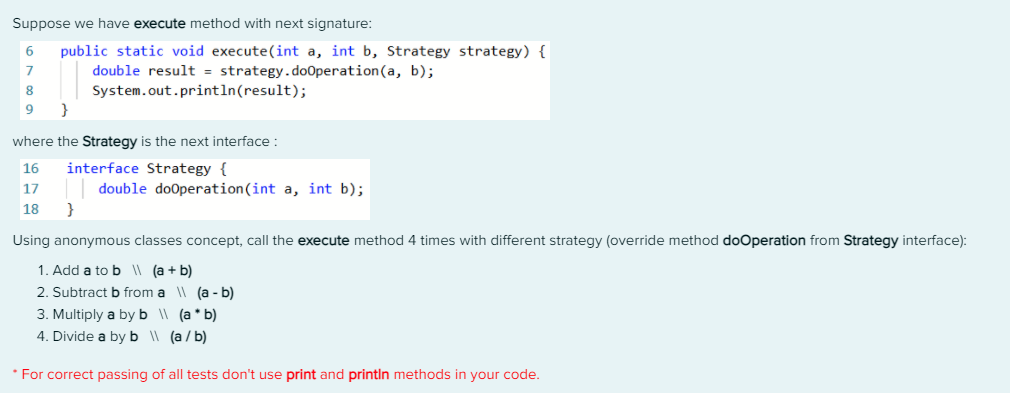 Suppose we have execute method with next signature:
6 public static void execute(int a, int b, Strategy strategy) {
7 double result = strategy.doOperation(a, b);
8 System.out.println(result);
9 }
where the Strategy is the next interface :
16 interface Strategy {
17 double doOperation(int a, int b);
18 }
Using anonymous classes concept, call the execute method 4 times with different strategy (override method doOperation from Strategy interface):
1. Add a to b \\ (a + b)
2. Subtract b from a \\ (a - b)
3. Multiply a by b \\ (a * b)
4. Divide a by b \\ (a / b)
* For correct passing of all tests don't use print and println methods in your code.